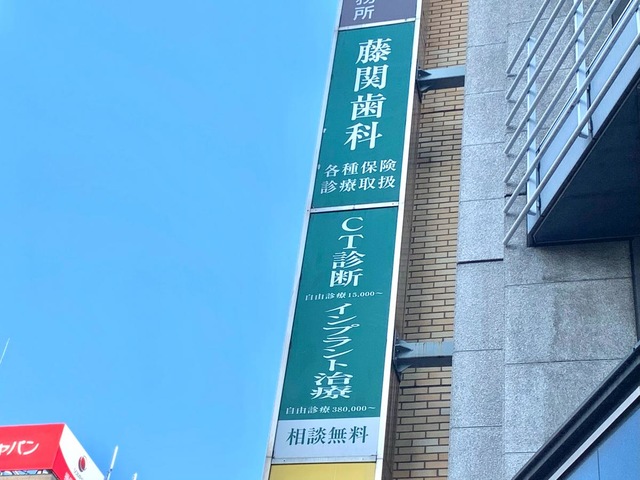 務所
藤関歯科
各種保険
診療取扱
CT診断
自由診療15,000~
インプラント治療
自由診療380,000~
相談無料
ャパン